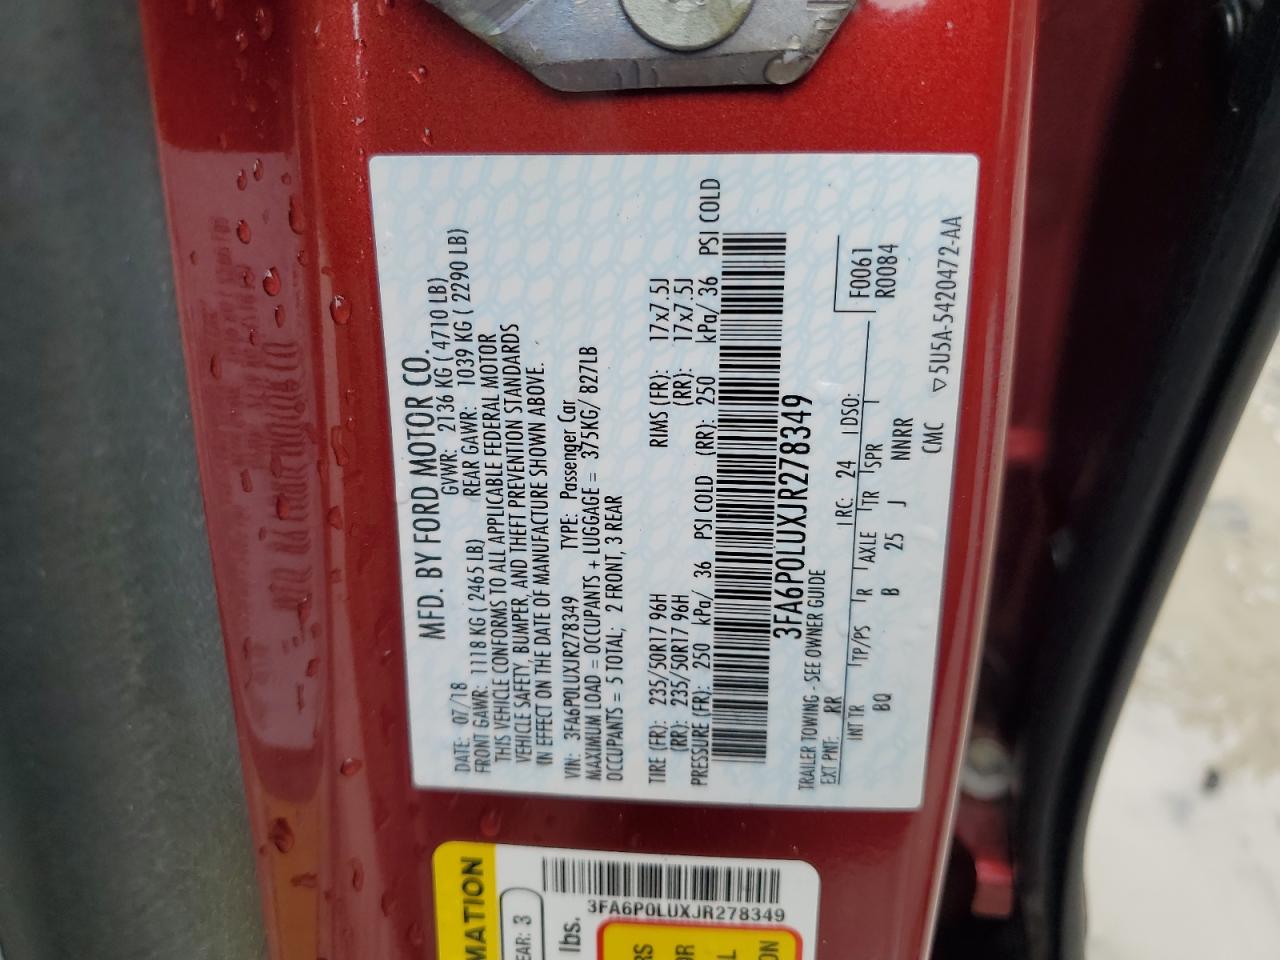 MFD. BY FORD MOTOR CO.
DATE: 07/18 GVWR: 2136 KG ( 4710 LB)
FRONT GAWR: 1118 KG ( 2465 LB) REAR GAWR: 1039 KG ( 2290 LB)
THIS VEHICLE CONFORMS TO ALL APPLICABLE FEDERAL MOTOR
VEHICLE SAFETY, BUMPER, AND THEFT PREVENTION STANDARDS
IN EFFECT ON THE DATE OF MANUFACTURE SHOWN ABOVE.
VIN: 3FA6P0LUXJR278349 TYPE: Passenger Car
MAXIMUM LOAD = OCCUPANTS + LUGGAGE = 375KG/ 827LB
OCCUPANTS = 5 TOTAL; 2 FRONT, 3 REAR
TIRE (FR): 235/50R17 96H RIMS (FR): 17x7.5J
(RR): 235/50R17 96H (RR): 17x7.5J
PRESSURE (FR): 250 kPa/ 36 PSI COLD (RR): 250 kPa/ 36 PSI COLD
3FA6P0LUXJR278349
TRAILER TOWING - SEE OWNER GUIDE
EXT PNT: RR RC: 24 DSO: F0061
INT TR TP/PS R AXLE TR SPR R0084
BQ B 25 J NNRR
CMC ▽5U5A-5420472-AA
MATION
EAR: 3
lbs.
3FA6P0LUXJR278349
RS
OR
L
ON